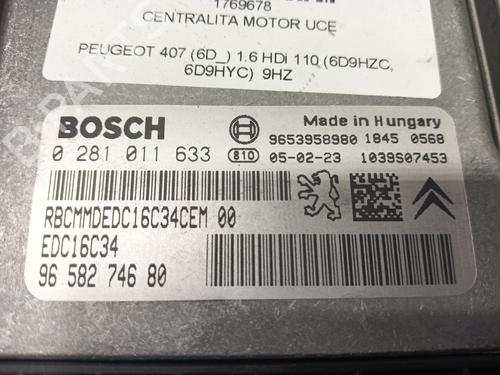 1769678
CENTRALITA MOTOR UCE
PEUGEOT 407 (6D_) 1.6 HDi 110 (6D9HZC,
6D9HYC) 9HZ
BOSCH
Made in Hungary
9653958980 1845 0568
0 281 011 633 810 05-02-23 1039S07453
RBCMMDEDC16C34CEM 00
EDC16C34
96 582 746 80